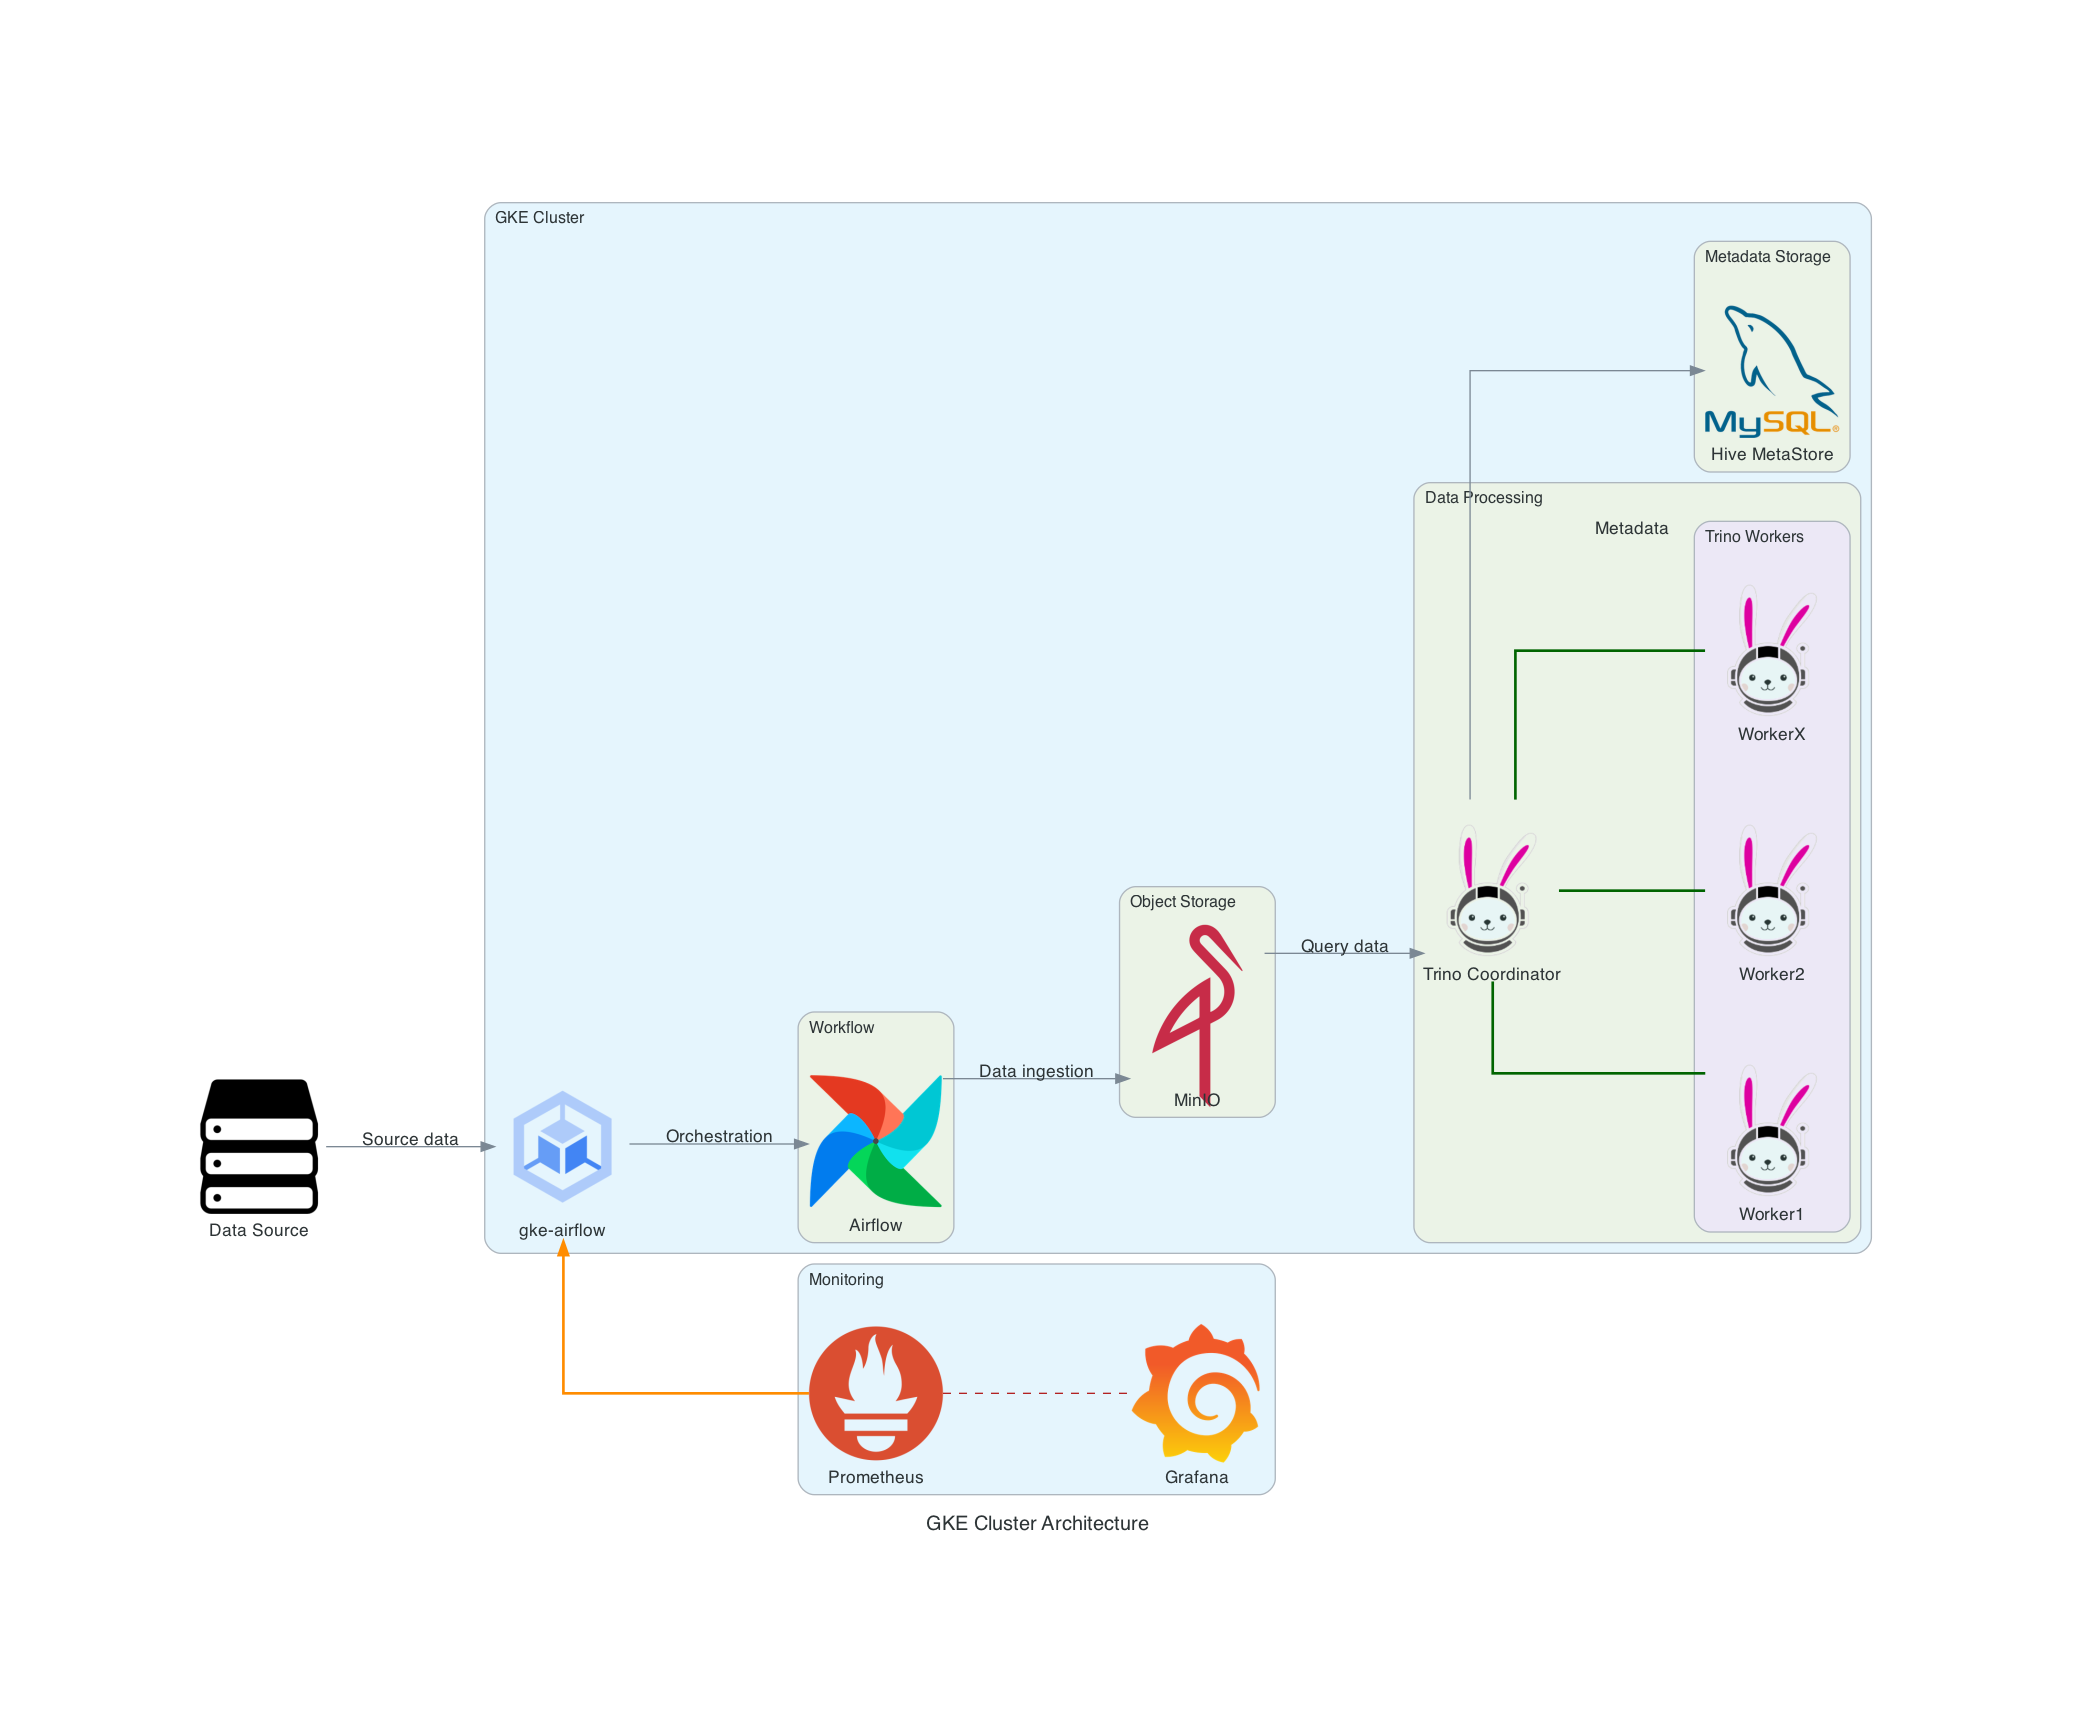 GKE Cluster
Metadata Storage
MySQL®
Hive MetaStore
Data Processing
Metadata
Trino Workers
WorkerX
Object Storage
Query data
Trino Coordinator
Worker2
Workflow
Data ingestion
MinIO
Source data
Orchestration
Data Source
gke-airflow
Airflow
Worker1
Monitoring
Prometheus
Grafana
GKE Cluster Architecture